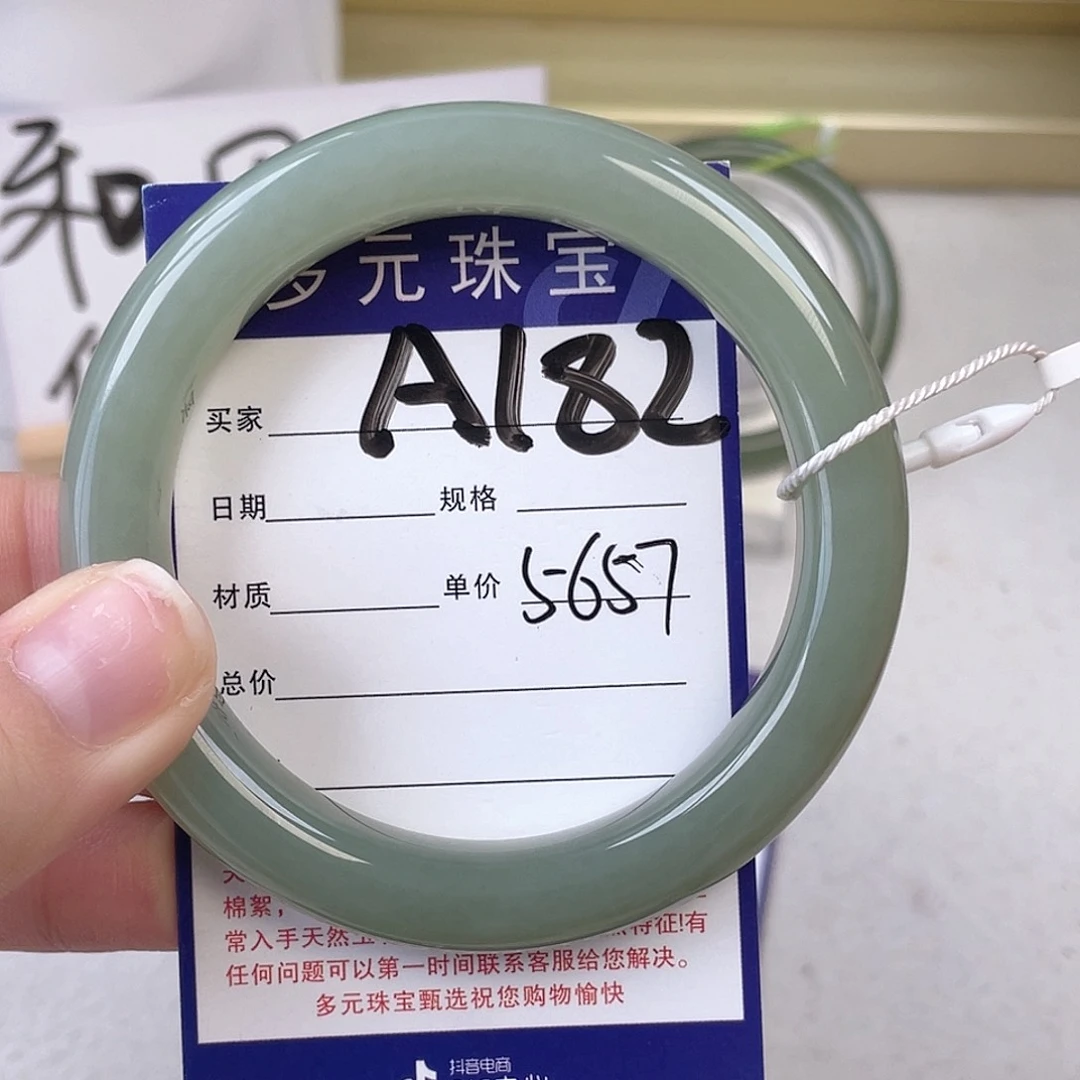 和
多元珠宝
买家 A182
日期 规格
材质 单价 5657
总价
棉絮，
常入手天然 特征!有
任何问题可以第一时间联系客服给您解决。
多元珠宝甄选祝您购物愉快
抖音电商